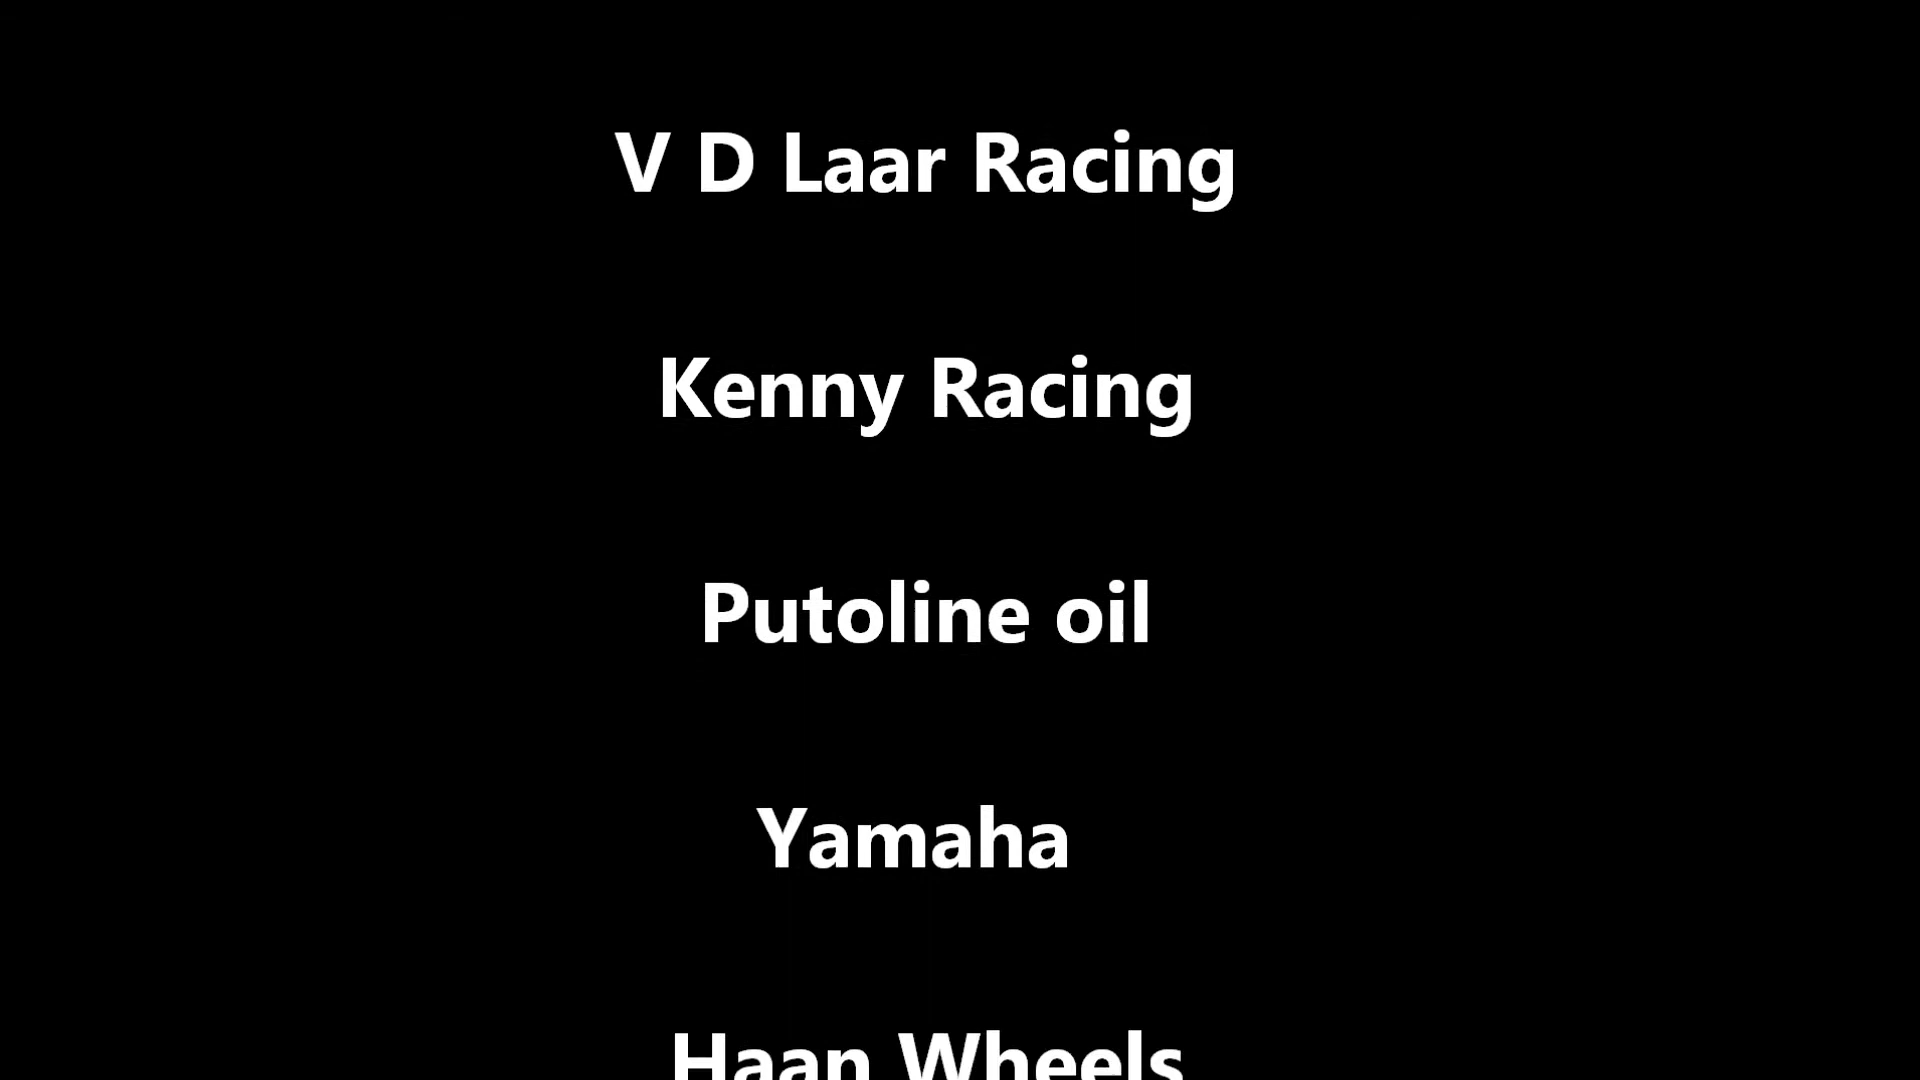 V D Laar Racing
Kenny Racing
Putoline oil
Yamaha
Haan Wheels